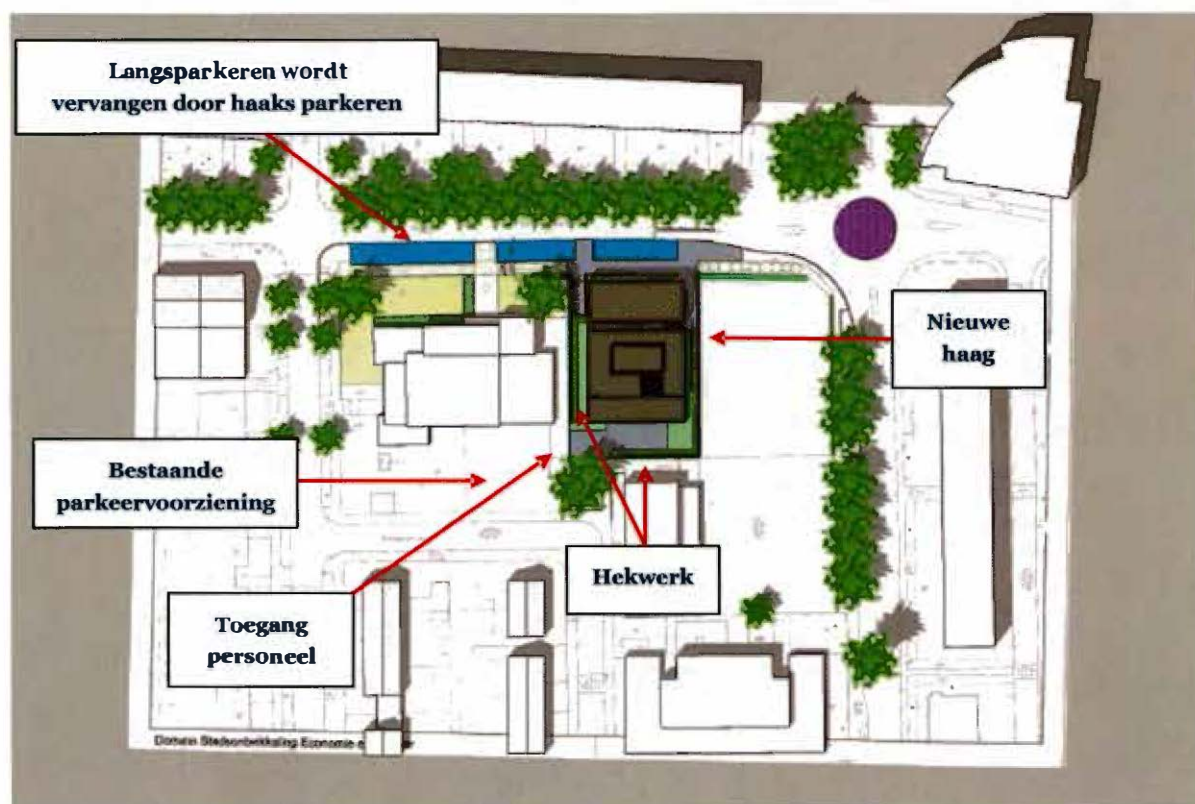 Langsparkeren wordt
vervangen door haaks parkeren
Nieuwe
haag
Bestaande
parkeervoorziening
Hekwerk
Toegang
personeel
Domein Stadsontwikkeling Economie